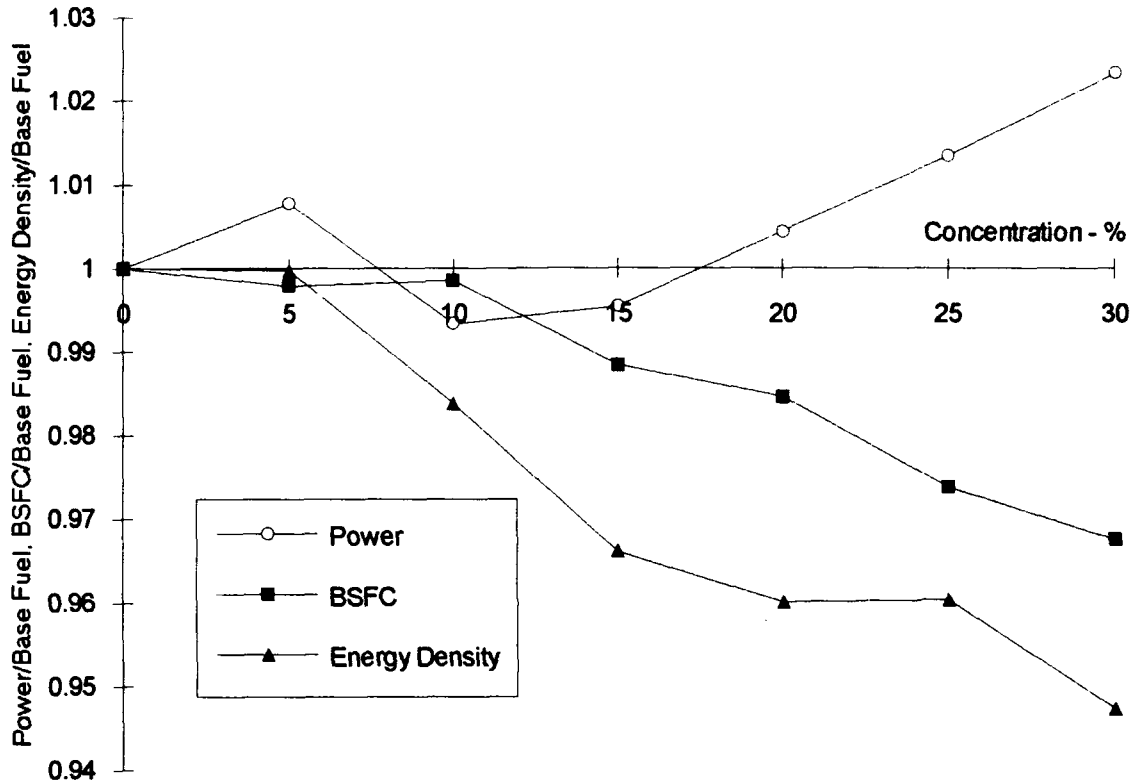 Power/Base Fuel, BSFC/Base Fuel, Energy Density/Base Fuel
1.03
1.02
1.01
1
0.99
0.98
0.97
0.96
0.95
0.94
Concentration - %
0 5 10 15 20 25 30
Power
BSFC
Energy Density